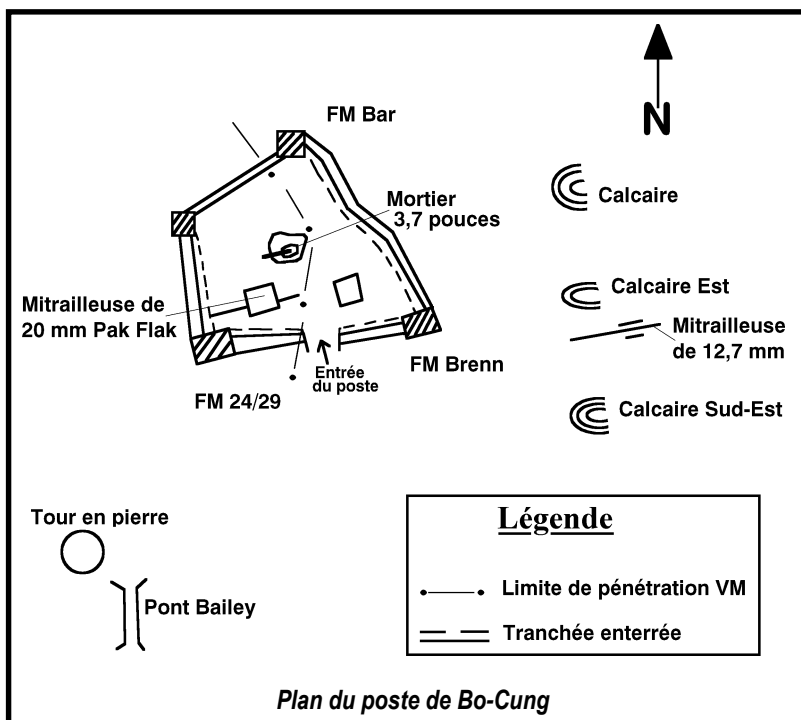 FM Bar
N
Mortier
3,7 pouces
Calcaire
Mitrailleuse de
20 mm Pak Flak
Calcaire Est
Mitrailleuse
de 12,7 mm
Entrée
du poste
FM Brenn
FM 24/29
Calcaire Sud-Est
Tour en pierre
Pont Bailey
Légende
Limite de pénétration VM
Tranchée enterrée
Plan du poste de Bo-Cung